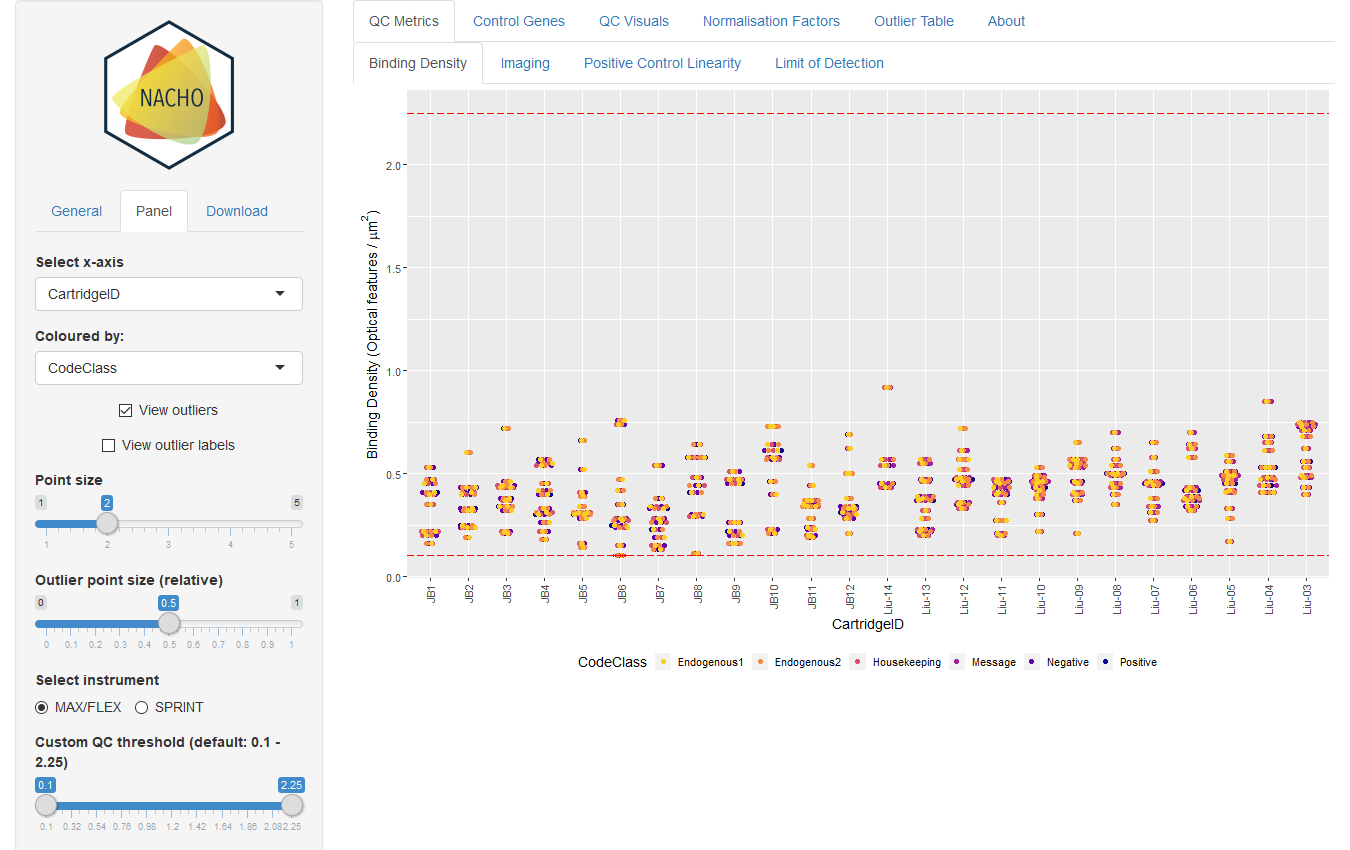 NACHO
General Panel Download
Select x-axis
CartridgeID
Coloured by:
CodeClass
View outliers
View outlier labels
Point size
1 2 5
1 2 3 4 5
Outlier point size (relative)
0 0.5 1
0 0.1 0.2 0.3 0.4 0.5 0.6 0.7 0.8 0.9 1
Select instrument
MAX/FLEX SPRINT
Custom QC threshold (default: 0.1 -
2.25)
0.1 2.25
0.1 0.32 0.54 0.76 0.98 1.2 1.42 1.64 1.86 2.08 2.25
QC Metrics Control Genes QC Visuals Normalisation Factors Outlier Table About
Binding Density Imaging Positive Control Linearity Limit of Detection
Binding Density (Optical features / μm²)
2.0
1.5
1.0
0.5
0.0
JB1 JB2 JB3 JB4 JB5 JB6 JB7 JB8 JB9 JB10 JB11 JB12 Liu-14 Liu-13 Liu-12 Liu-11 Liu-10 Liu-09 Liu-08 Liu-07 Liu-06 Liu-05 Liu-04 Liu-03
CartridgeID
CodeClass Endogenous1 Endogenous2 Housekeeping Message Negative Positive